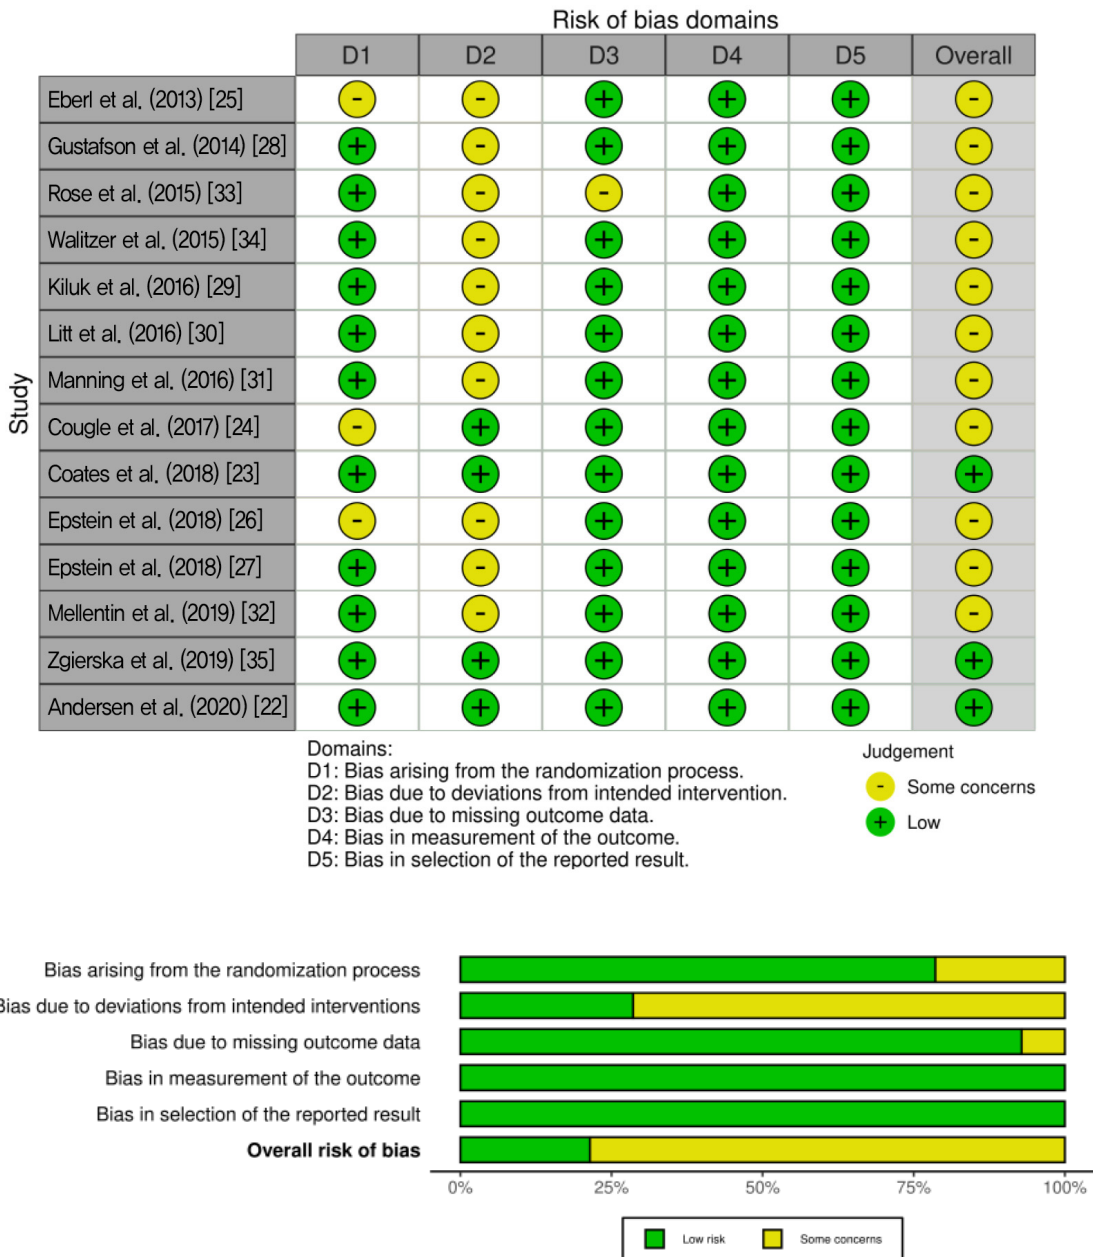 Risk of bias domains
D1 D2 D3 D4 D5 Overall
Study
Eberl et al. (2013) [25] - - + + + -
Gustafson et al. (2014) [28] + - + + + -
Rose et al. (2015) [33] + - - + + -
Walitzer et al. (2015) [34] + - + + + -
Kiluk et al. (2016) [29] + - + + + -
Litt et al. (2016) [30] + - + + + -
Manning et al. (2016) [31] + - + + + -
Cougle et al. (2017) [24] - + + + + -
Coates et al. (2018) [23] + + + + + +
Epstein et al. (2018) [26] - - + + + -
Epstein et al. (2018) [27] + - + + + -
Mellentin et al. (2019) [32] + - + + + -
Zgierska et al. (2019) [35] + + + + + +
Andersen et al. (2020) [22] + + + + + +
Domains:
D1: Bias arising from the randomization process.
D2: Bias due to deviations from intended intervention.
D3: Bias due to missing outcome data.
D4: Bias in measurement of the outcome.
D5: Bias in selection of the reported result.
Judgement
- Some concerns
+ Low
Bias arising from the randomization process
Bias due to deviations from intended interventions
Bias due to missing outcome data
Bias in measurement of the outcome
Bias in selection of the reported result
Overall risk of bias
0% 25% 50% 75% 100%
Low risk Some concerns